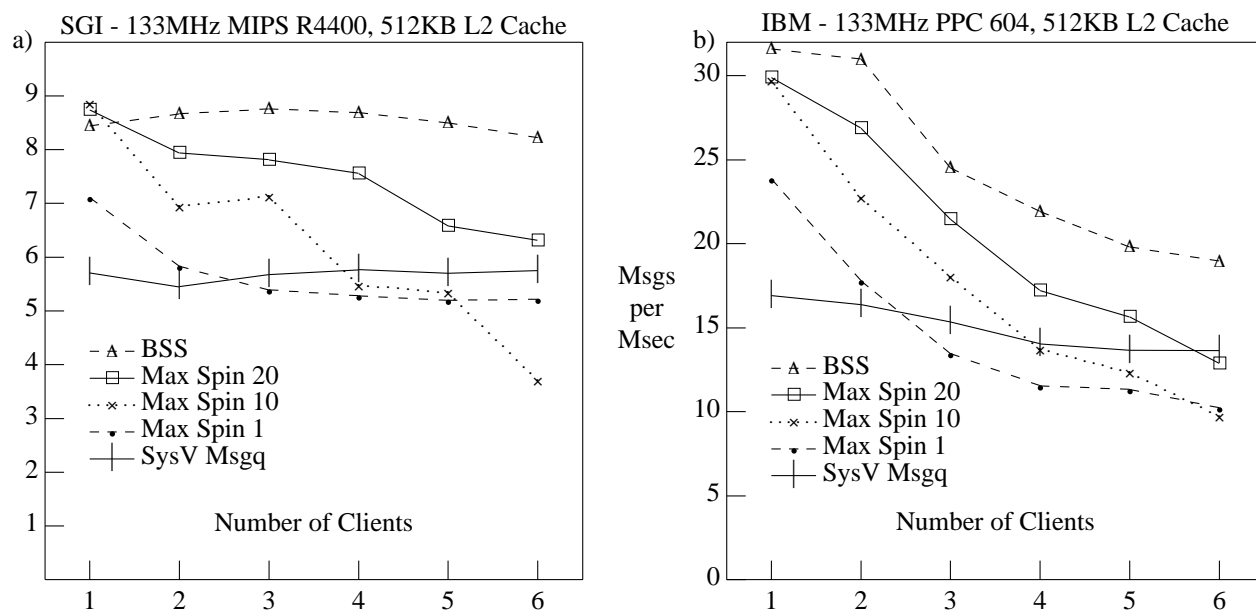 SGI - 133MHz MIPS R4400, 512KB L2 Cache
a)
9
8
7
6
5
4
3
2
1
BSS
Max Spin 20
Max Spin 10
Max Spin 1
SysV Msgq
Number of Clients
1 2 3 4 5 6
IBM - 133MHz PPC 604, 512KB L2 Cache
b)
30
25
20
15
10
0
Msgs
per
Msec
BSS
Max Spin 20
Max Spin 10
Max Spin 1
SysV Msgq
Number of Clients
1 2 3 4 5 6